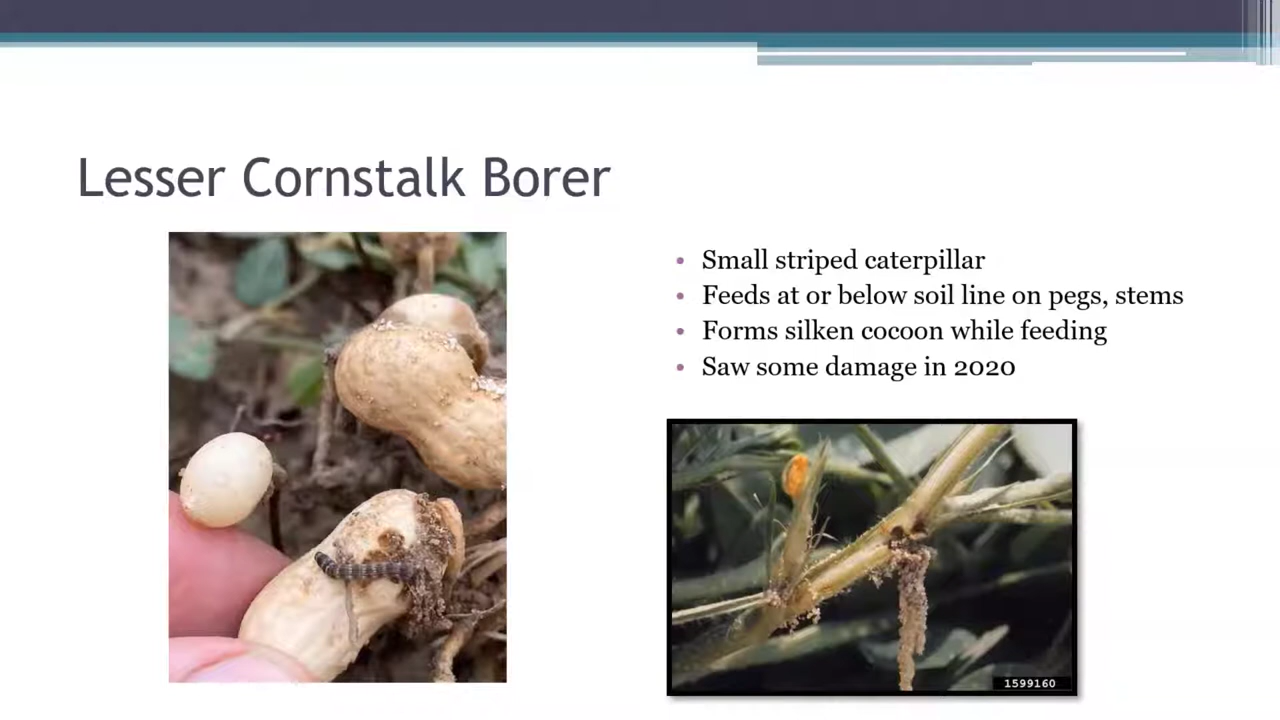 Lesser Cornstalk Borer
• Small striped caterpillar
• Feeds at or below soil line on pegs, stems
• Forms silken cocoon while feeding
• Saw some damage in 2020
1599160